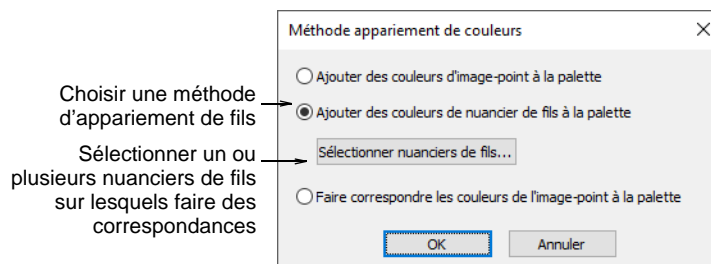 Méthode appariement de couleurs
Ajouter des couleurs d'image-point à la palette
Choisir une méthode
d’appariement de fils
Ajouter des couleurs de nuancier de fils à la palette
Sélectionner un ou
plusieurs nuanciers de fils
sur lesquels faire des
correspondances
Sélectionner nuanciers de fils...
Faire correspondre les couleurs de l'image-point à la palette
OK
Annuler